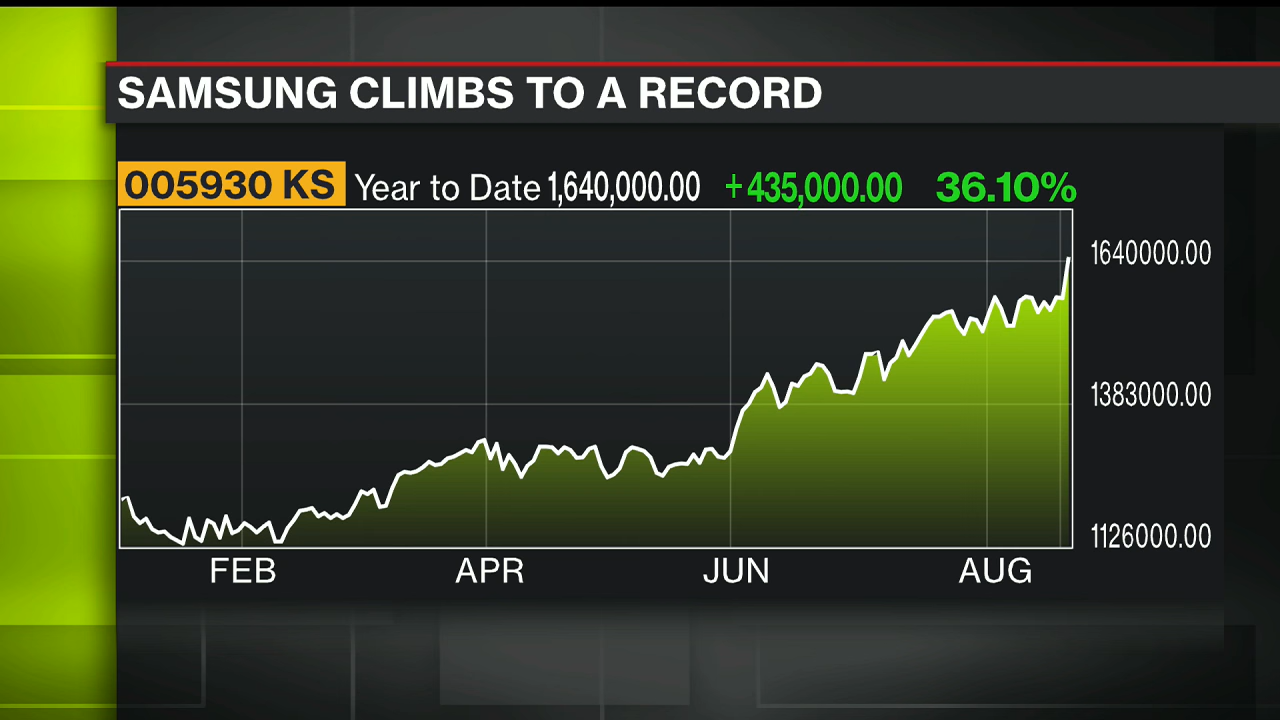 SAMSUNG CLIMBS TO A RECORD
005930 KS Year to Date 1,640,000.00 +435,000.00 36.10%
1640000.00
1383000.00
1126000.00
FEB APR JUN AUG